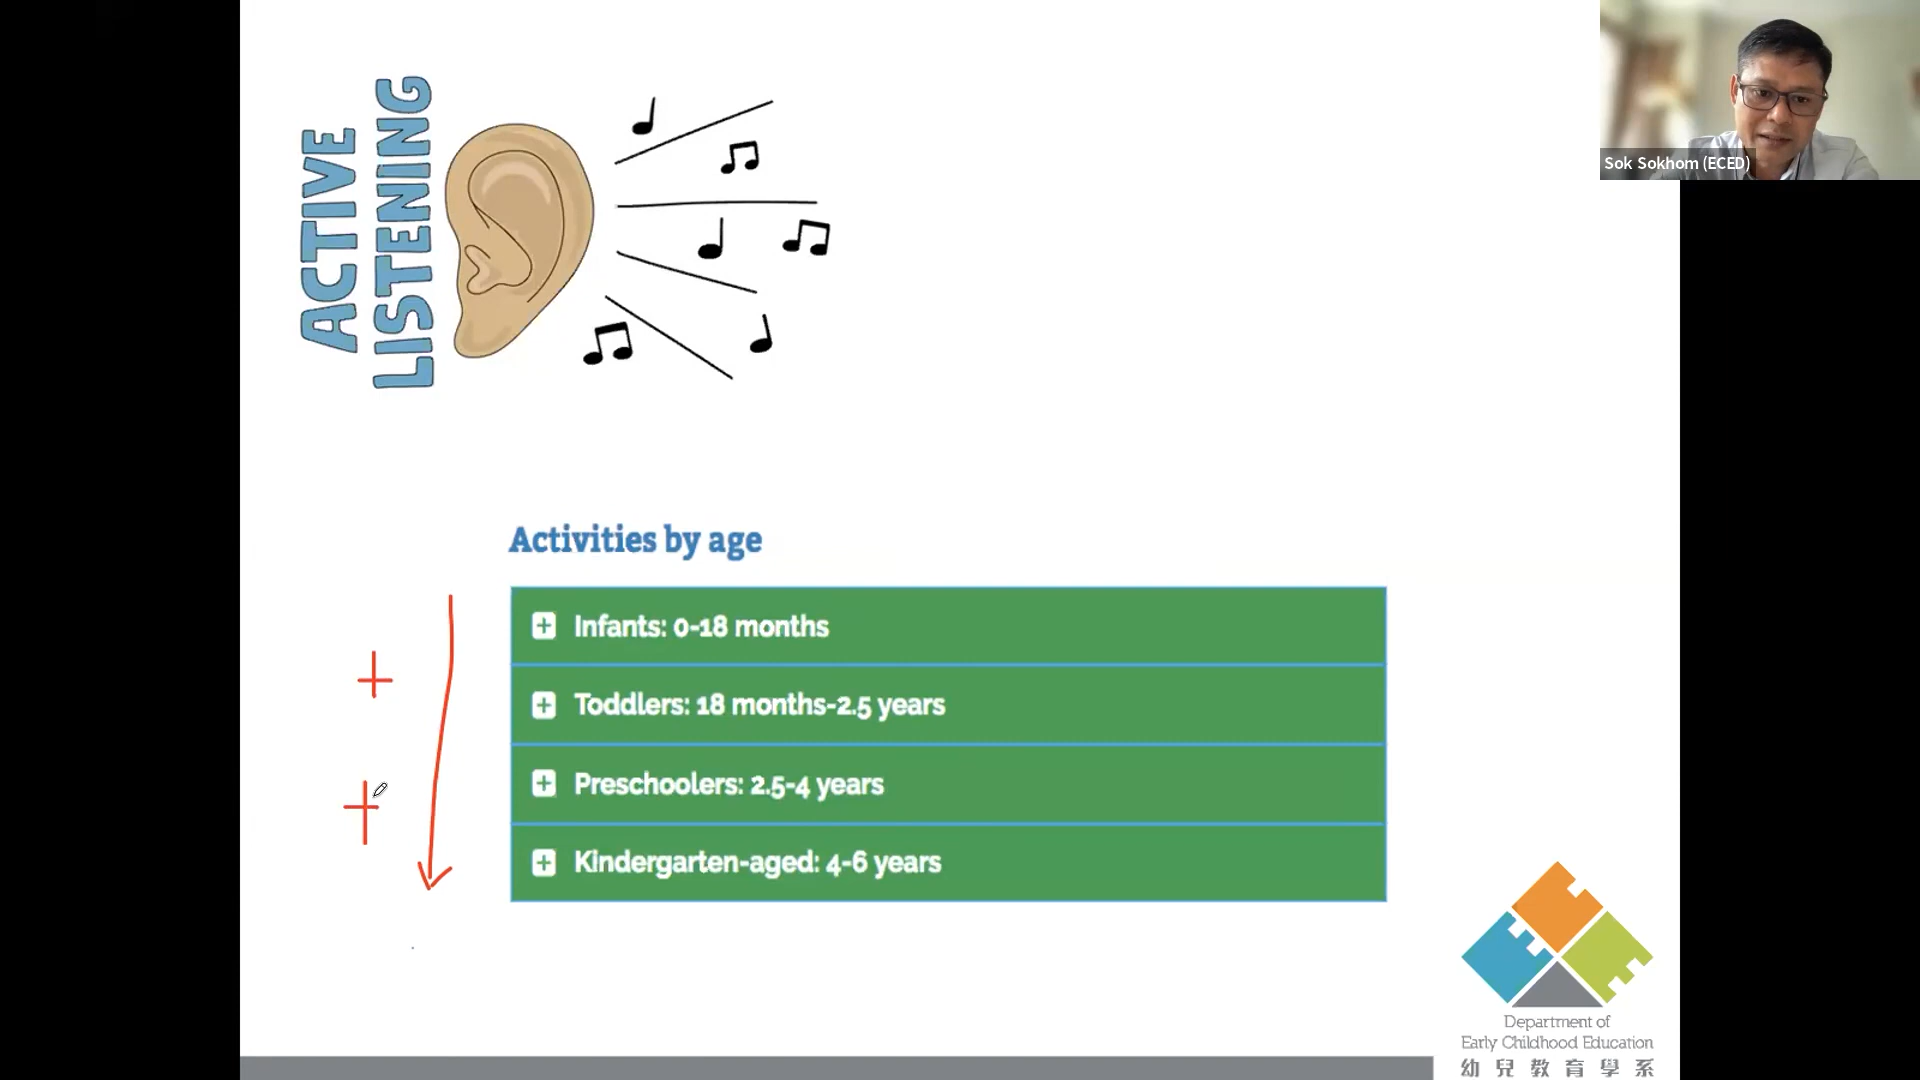 ACTIVE
LISTENING
Sok Sokhom (ECED)
Activities by age
Infants: 0-18 months
Toddlers: 18 months-2.5 years
Preschoolers: 2.5-4 years
Kindergarten-aged: 4-6 years
Department of
Early Childhood Education
幼兒教育學系